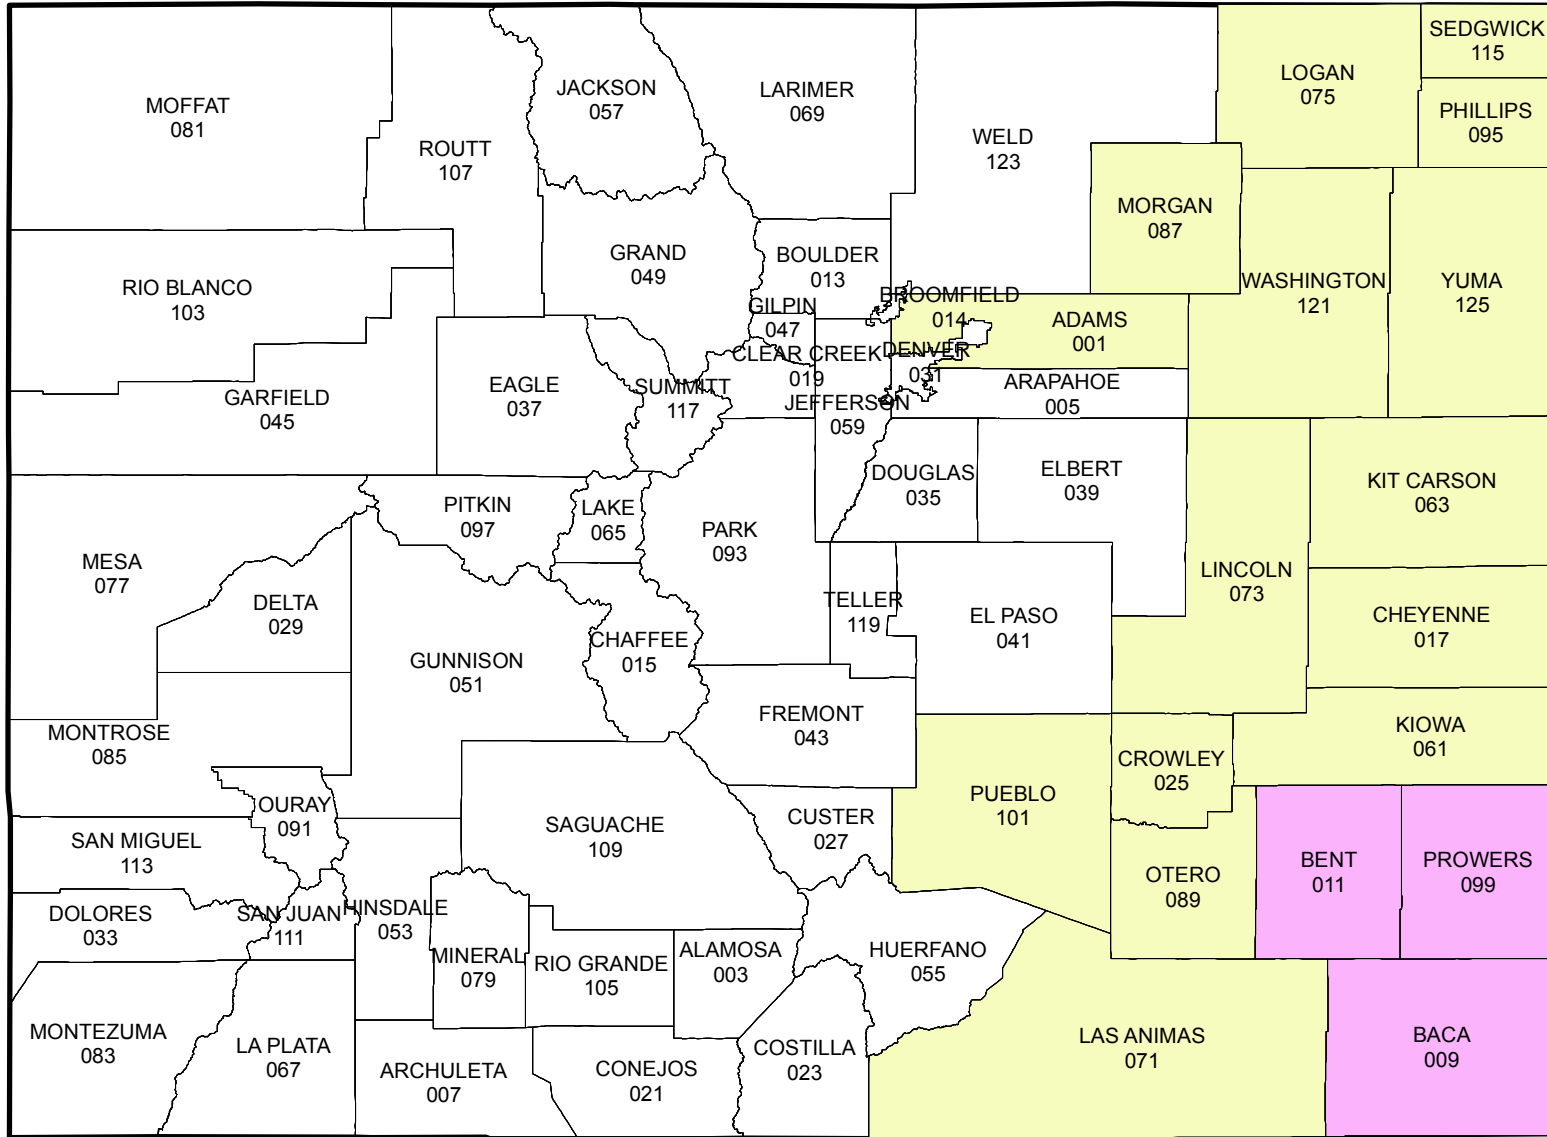 SEDGWICK
115
LOGAN
075
JACKSON
057
LARIMER
069
MOFFAT
081
PHILLIPS
095
WELD
123
ROUTT
107
MORGAN
087
GRAND
049
BOULDER
013
RIO BLANCO
103
WASHINGTON
121
YUMA
125
BROOMFIELD
014
GILPIN
047
ADAMS
001
CLEAR CREEK
019
DENVER
031
EAGLE
037
SUMMITT
117
ARAPAHOE
005
GARFIELD
045
JEFFERSON
059
DOUGLAS
035
ELBERT
039
KIT CARSON
063
PITKIN
097
LAKE
065
PARK
093
MESA
077
LINCOLN
073
DELTA
029
TELLER
119
EL PASO
041
CHEYENNE
017
CHAFFEE
015
GUNNISON
051
FREMONT
043
KIOWA
061
MONTROSE
085
CROWLEY
025
PUEBLO
101
OURAY
091
CUSTER
027
SAGUACHE
109
SAN MIGUEL
113
BENT
011
PROWERS
099
OTERO
089
DOLORES
033
SAN JUAN
111
HINSDALE
053
MINERAL
079
RIO GRANDE
105
ALAMOSA
003
HUERFANO
055
MONTEZUMA
083
LA PLATA
067
ARCHULETA
007
CONEJOS
021
COSTILLA
023
LAS ANIMAS
071
BACA
009